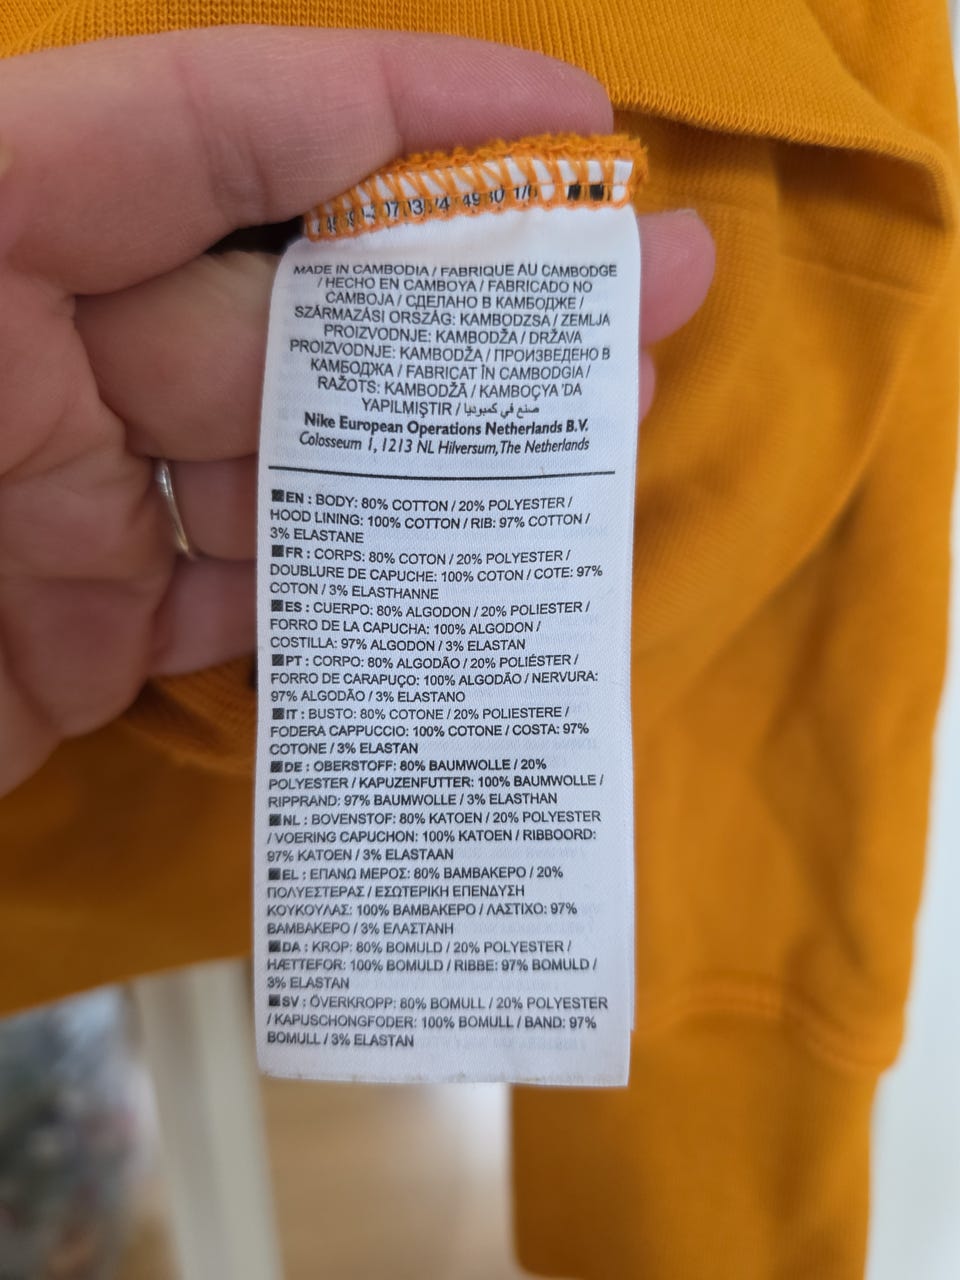 MADE IN CAMBODIA / FABRIQUE AU CAMBODGE
/ HECHO EN CAMBOYA / FABRICADO NO
CAMBOJA / СДЕЛАНО В КАМБОДЖЕ /
SZÁRMAZÁSI ORSZÁG: KAMBODZSA / ZEMLJA
PROIZVODNJE: KAMBODŽA / DRŽAVA
PROIZVODNJE: KAMBODŽA / ПРОИЗВЕДЕНО В
КАМБОДЖА / FABRICAT ÎN CAMBODGIA /
RAŽOTS: KAMBODŽĀ / KAMBOÇYA 'DA
YAPILMIŞTIR / صنع في كمبوديا
Nike European Operations Netherlands B.V.
Colosseum 1, 1213 NL Hilversum, The Netherlands
EN : BODY: 80% COTTON / 20% POLYESTER /
HOOD LINING: 100% COTTON / RIB: 97% COTTON /
3% ELASTANE
FR : CORPS: 80% COTON / 20% POLYESTER /
DOUBLURE DE CAPUCHE: 100% COTON / COTE: 97%
COTON / 3% ELASTHANNE
ES : CUERPO: 80% ALGODON / 20% POLIESTER /
FORRO DE LA CAPUCHA: 100% ALGODON /
COSTILLA: 97% ALGODON / 3% ELASTAN
PT : CORPO: 80% ALGODÃO / 20% POLIÉSTER /
FORRO DE CARAPUÇO: 100% ALGODÃO / NERVURA:
97% ALGODÃO / 3% ELASTANO
IT : BUSTO: 80% COTONE / 20% POLIESTERE /
FODERA CAPPUCCIO: 100% COTONE / COSTA: 97%
COTONE / 3% ELASTAN
DE : OBERSTOFF: 80% BAUMWOLLE / 20%
POLYESTER / KAPUZENFUTTER: 100% BAUMWOLLE /
RIPPRAND: 97% BAUMWOLLE / 3% ELASTHAN
NL : BOVENSTOF: 80% KATOEN / 20% POLYESTER
/ VOERING CAPUCHON: 100% KATOEN / RIBBOORD:
97% KATOEN / 3% ELASTAAN
EL : ΕΠΑΝΩ ΜΕΡΟΣ: 80% ΒΑΜΒΑΚΕΡΟ / 20%
ΠΟΛΥΕΣΤΕΡΑΣ / ΕΣΩΤΕΡΙΚΗ ΕΠΕΝΔΥΣΗ
ΚΟΥΚΟΥΛΑΣ: 100% ΒΑΜΒΑΚΕΡΟ / ΛΑΣΤΙΧΟ: 97%
ΒΑΜΒΑΚΕΡΟ / 3% ΕΛΑΣΤΑΝΗ
DA : KROP: 80% BOMULD / 20% POLYESTER /
HÆTTEFOR: 100% BOMULD / RIBBE: 97% BOMULD /
3% ELASTAN
SV : ÖVERKROPP: 80% BOMULL / 20% POLYESTER
/ KAPUSCHONGFODER: 100% BOMULL / BAND: 97%
BOMULL / 3% ELASTAN